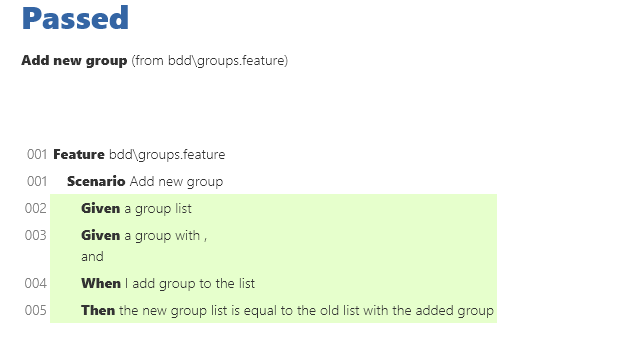 Passed
Add new group (from bdd\groups.feature)
001 Feature bdd\groups.feature
001 Scenario Add new group
002 Given a group list
003 Given a group with ,
and
004 When I add group to the list
005 Then the new group list is equal to the old list with the added group